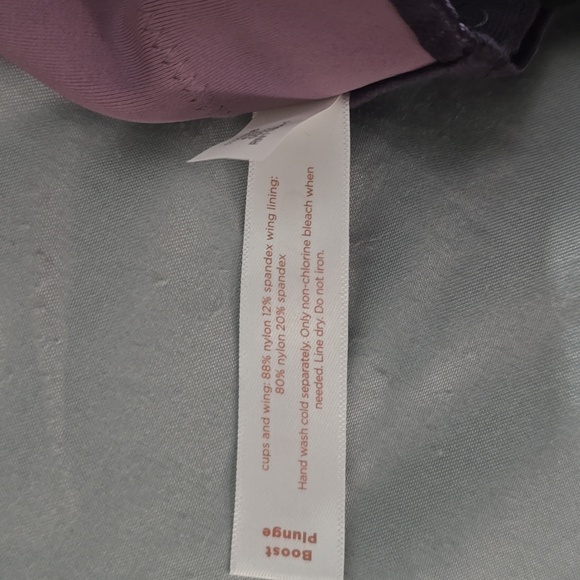 cups and wing: 88% nylon 12% spandex wing lining:
80% nylon 20% spandex
Hand wash cold separately. Only non-chlorine bleach when
needed. Line dry. Do not iron.
Boost
Plunge